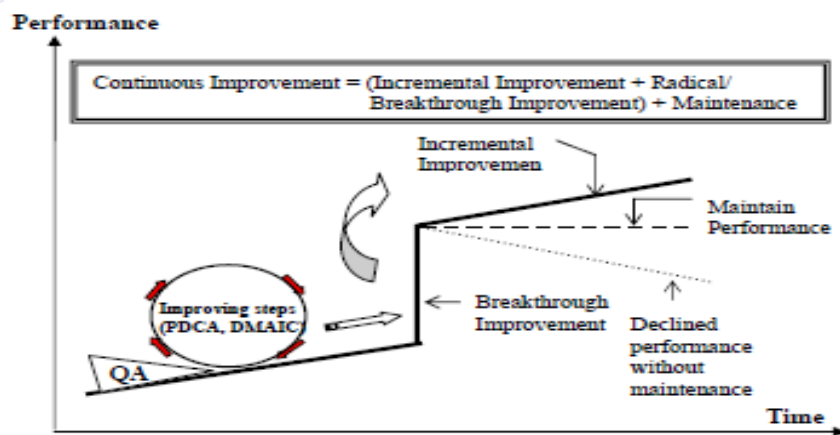 Performance
Continuous Improvement = (Incremental Improvement + Radical/
Breakthrough Improvement) + Maintenance
Incremental
Improvemen
Maintain
Performance
Improving steps
(PDCA, DMAIC)
Breakthrough
Improvement
Declined
performance
without
maintenance
QA
Time